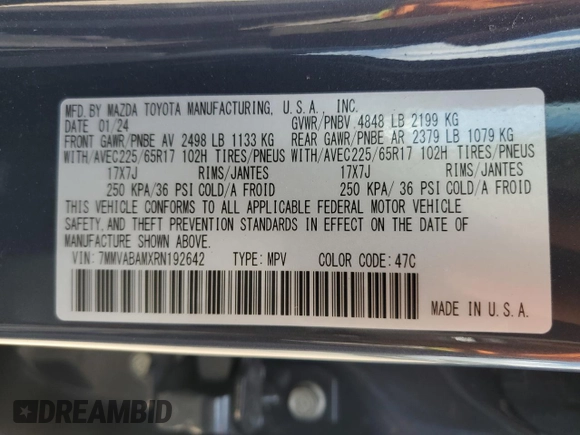 MFD. BY MAZDA TOYOTA MANUFACTURING, U.S.A., INC.
DATE 01/24 GVWR/PNBV 4848 LB 2199 KG
FRONT GAWR/PNBE AV 2498 LB 1133 KG REAR GAWR/PNBE AR 2379 LB 1079 KG
WITH/AVEC225/65R17 102H TIRES/PNEUS WITH/AVEC225/65R17 102H TIRES/PNEUS
17X7J RIMS/JANTES 17X7J RIMS/JANTES
250 KPA/36 PSI COLD/A FROID 250 KPA/36 PSI COLD/A FROID
THIS VEHICLE CONFORMS TO ALL APPLICABLE FEDERAL MOTOR VEHICLE
SAFETY, AND THEFT PREVENTION STANDARDS IN EFFECT ON THE DATE OF
MANUFACTURE SHOWN ABOVE.
VIN: 7MMVABAMXRN192642 TYPE: MPV COLOR CODE: 47C
MADE IN U.S.A.
DREAMBID